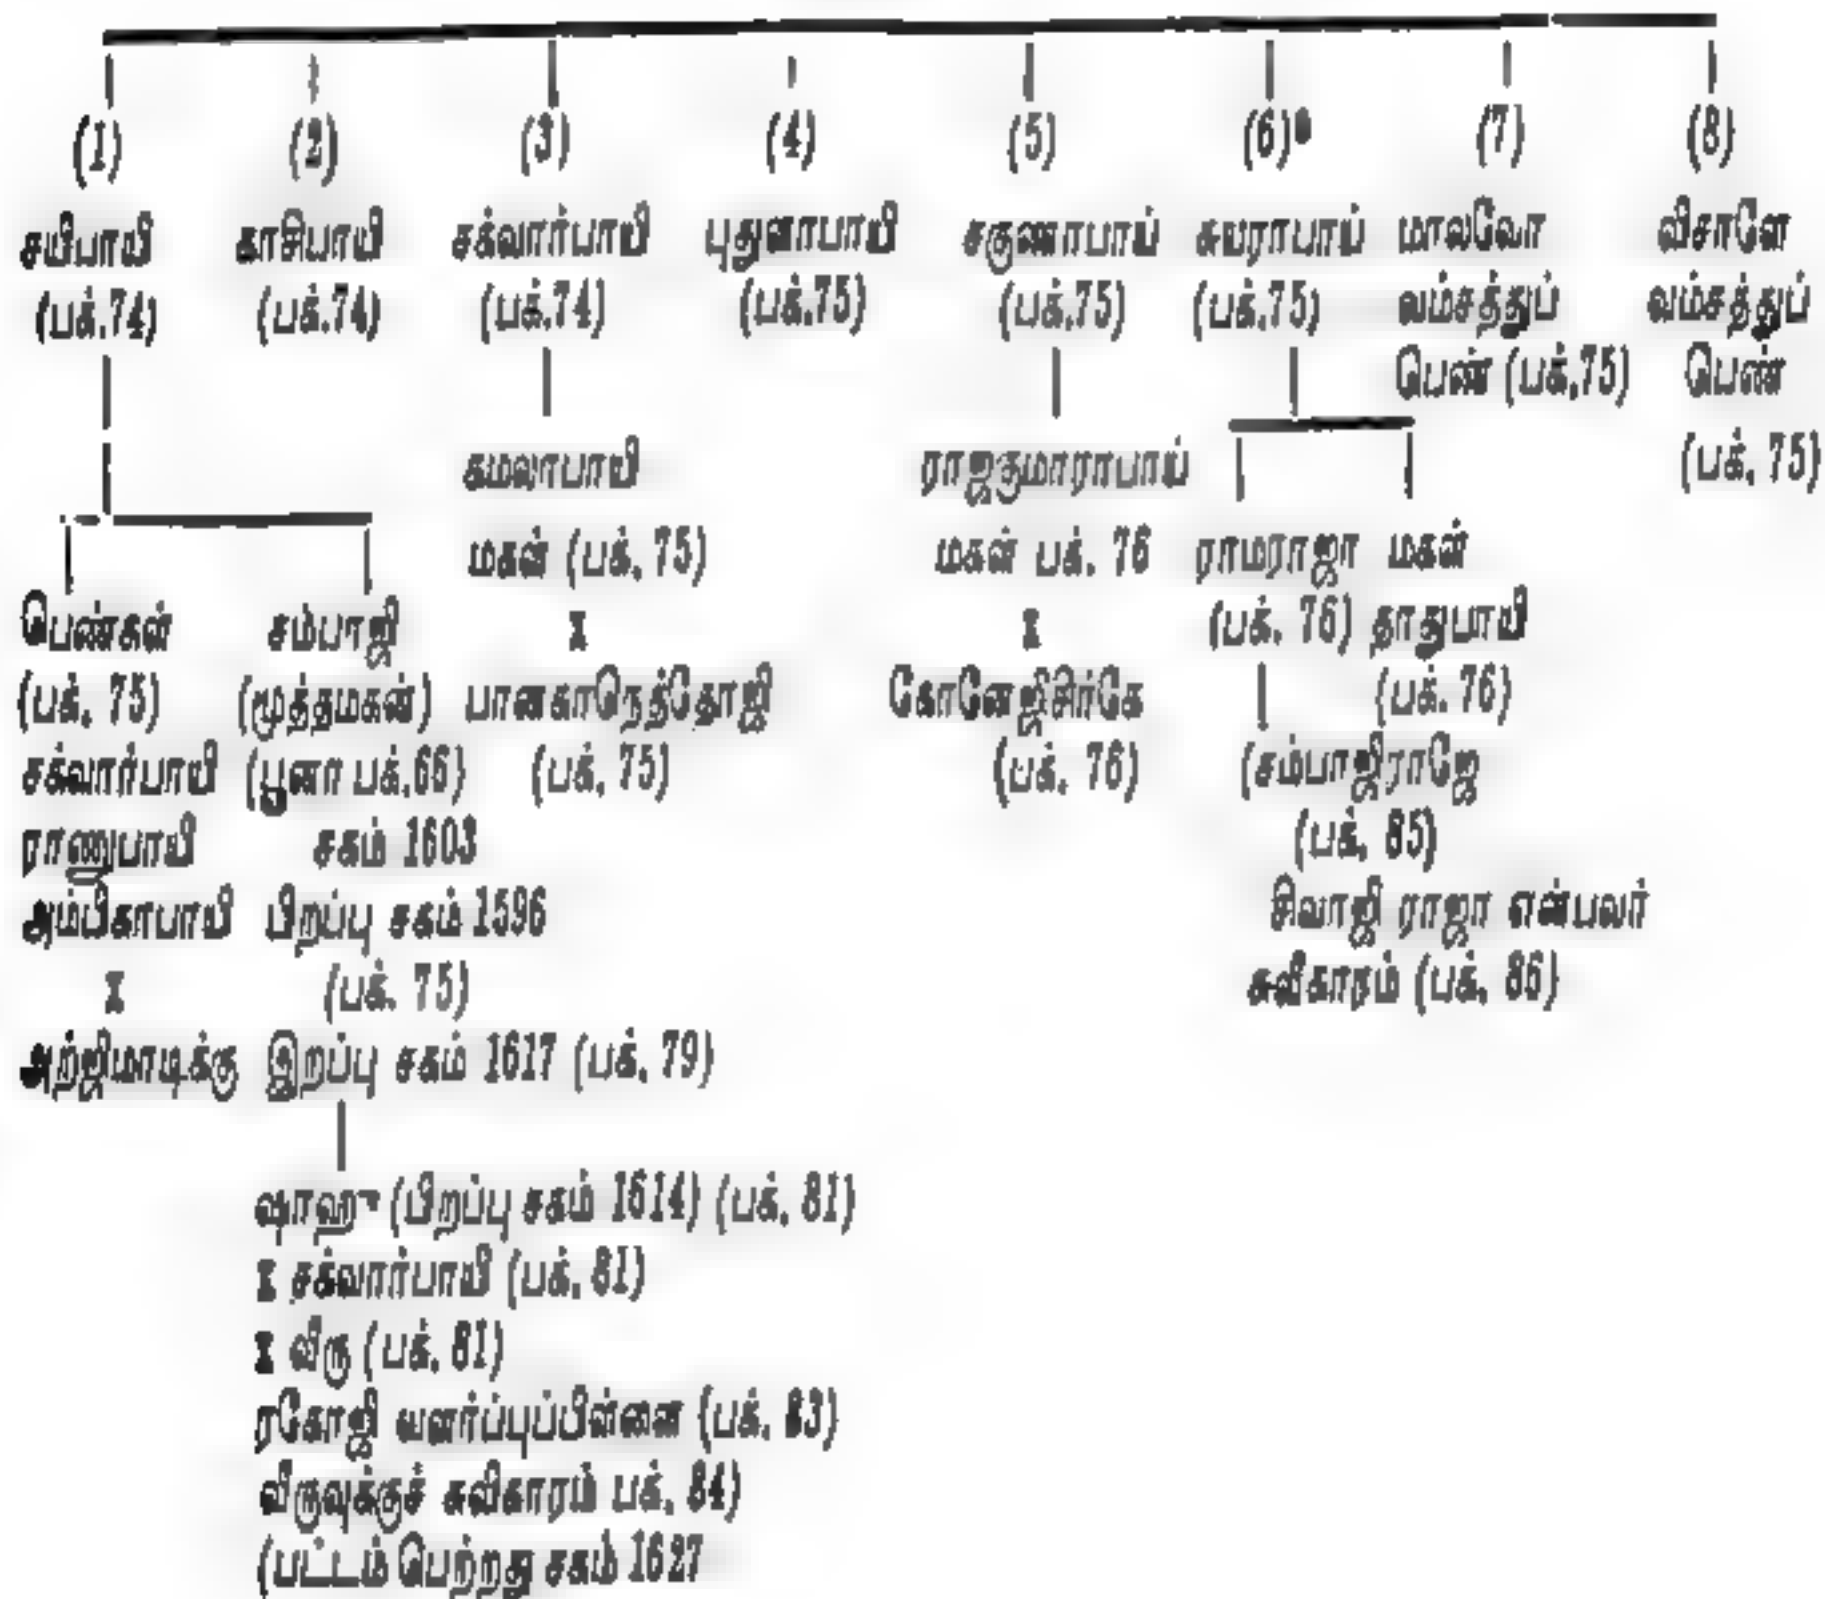 (1) (2) (3) (4) (5) (6)* (7) (8)
சயிபாயி காசிபாயி சக்வார்பாயி புதுளாபாயி சகுணாபாய் சுயராபாய் மாலவோ விசாளே
(பக்.74) (பக்.74) (பக்.74) (பக்.75) (பக்.75) (பக்.75) வம்சத்துப் வம்சத்துப்
பெண் (பக்.75) பெண்
கமலாபாயி ராஜகுமாராபாய் (பக். 75)
மகள் (பக். 75) மகள் பக். 76 ராமராஜா மகள்
பெண்கள் சம்பாஜி x x (பக். 76) தாதுபாயி
(பக். 75) (மூத்தமகன்) பானகாநெத்தோஜி கோனேஜிசிர்கே (பக். 76)
சக்வார்பாயி (பூனா பக்.66) (பக். 75) (பக். 76) (சம்பாஜிராஜே
ராணுபாயி சகம் 1603 (பக். 85)
அம்பிகாபாயி பிறப்பு சகம் 1596 சிவாஜி ராஜா என்பவர்
x (பக். 75) சுவீகாரம் (பக். 86)
அற்ஜிமாடிக்கு இறப்பு சகம் 1617 (பக். 79)
ஷாஹு (பிறப்பு சகம் 1614) (பக். 81)
x சக்வார்பாயி (பக். 81)
x வீரு (பக். 81)
ரகோஜி வளர்ப்புப்பிள்ளை (பக். 83)
வீருவுக்குச் சுவிகாரம் பக். 84)
(பட்டம் பெற்றது சகம் 1627